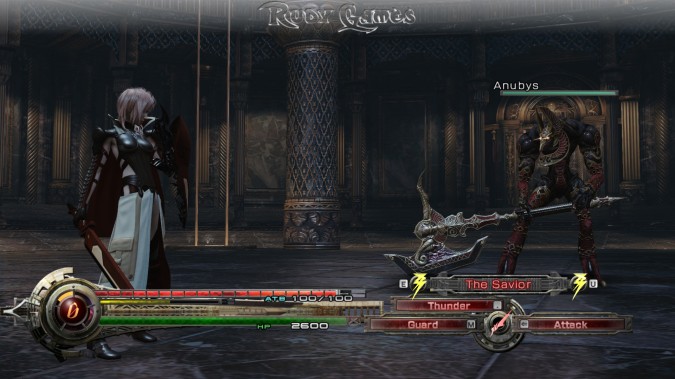 Ruby Games
Anubys
E
The Savior
U
ATB 100/100
Thunder
Guard
M
Attack
HP 2600